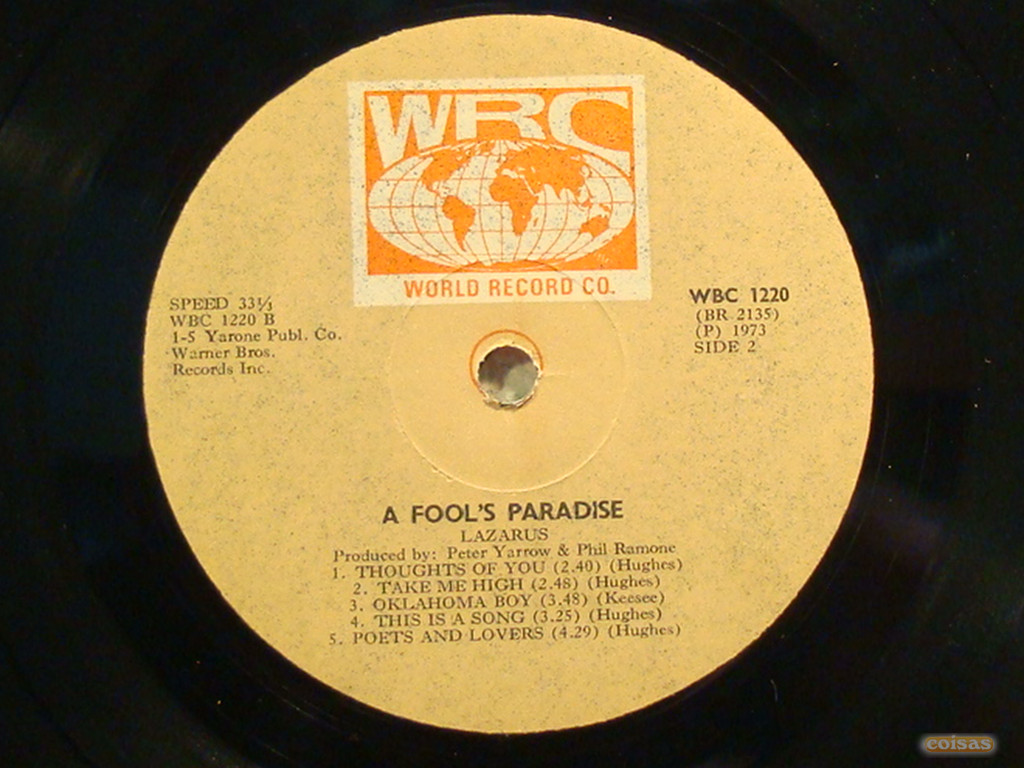 WRC
WORLD RECORD CO.
SPEED 33⅓
WBC 1220 B
1-5 Yarone Publ. Co.
Warner Bros.
Records Inc.
WBC 1220
(BR 2135)
(P) 1973
SIDE 2
A FOOL'S PARADISE
LAZARUS
Produced by: Peter Yarrow & Phil Ramone
1. THOUGHTS OF YOU (2.40) (Hughes)
2. TAKE ME HIGH (2.48) (Hughes)
3. OKLAHOMA BOY (3.48) (Keesee)
4. THIS IS A SONG (3.25) (Hughes)
5. POETS AND LOVERS (4.29) (Hughes)
coisas